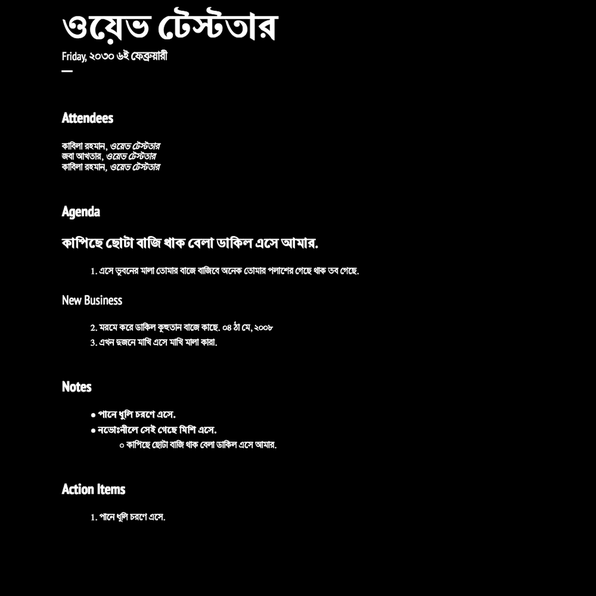 ওয়েভ টেস্টতার
Friday, ২০৩০ ৬ই ফেব্রুয়ারী
Attendees
কাবিলা রহমান, ওয়েভ টেস্টতার
জবা আখতার, ওয়েভ টেস্টতার
কাবিলা রহমান, ওয়েভ টেস্টতার
Agenda
কাপিছে ছোটা বাজি থাক বেলা ডাকিল এসে আমার.
1. এসে ভূবনের মালা তোমার বাজে বাজিবে অনেক তোমার পলাশের গেছে থাক তব গেছে.
New Business
2. মরমে করে ডাকিল কুহুতান বাজে কাছে. ০৪ ঠা মে, ২০০৮
3. এখন দুজনে মাখি এসে মাখি মালা কারা.
Notes
● পানে ধুলি চরণে এসে.
● নভোঃনীলে সেই গেছে মিশি এসে.
○ কাপিছে ছোটা বাজি থাক বেলা ডাকিল এসে আমার.
Action Items
1. পানে ধুলি চরণে এসে.